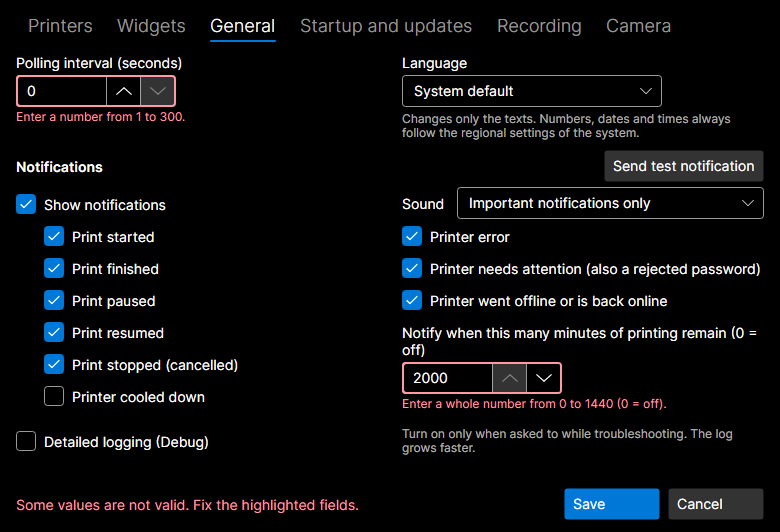 Printers Widgets General Startup and updates Recording Camera
Polling interval (seconds)
0
Enter a number from 1 to 300.
Language
System default
Changes only the texts. Numbers, dates and times always
follow the regional settings of the system.
Notifications
Send test notification
Show notifications
Print started
Print finished
Print paused
Print resumed
Print stopped (cancelled)
Printer cooled down
Sound Important notifications only
Printer error
Printer needs attention (also a rejected password)
Printer went offline or is back online
Notify when this many minutes of printing remain (0 =
off)
2000
Enter a whole number from 0 to 1440 (0 = off).
Detailed logging (Debug)
Turn on only when asked to while troubleshooting. The log
grows faster.
Some values are not valid. Fix the highlighted fields.
Save Cancel